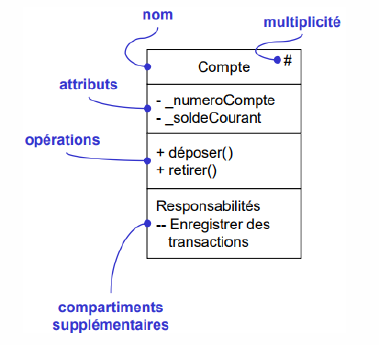 nom
multiplicité
Compte #
attributs
- _numeroCompte
- _soldeCourant
opérations
+ déposer()
+ retirer()
Responsabilités
-- Enregistrer des
transactions
compartiments
supplémentaires